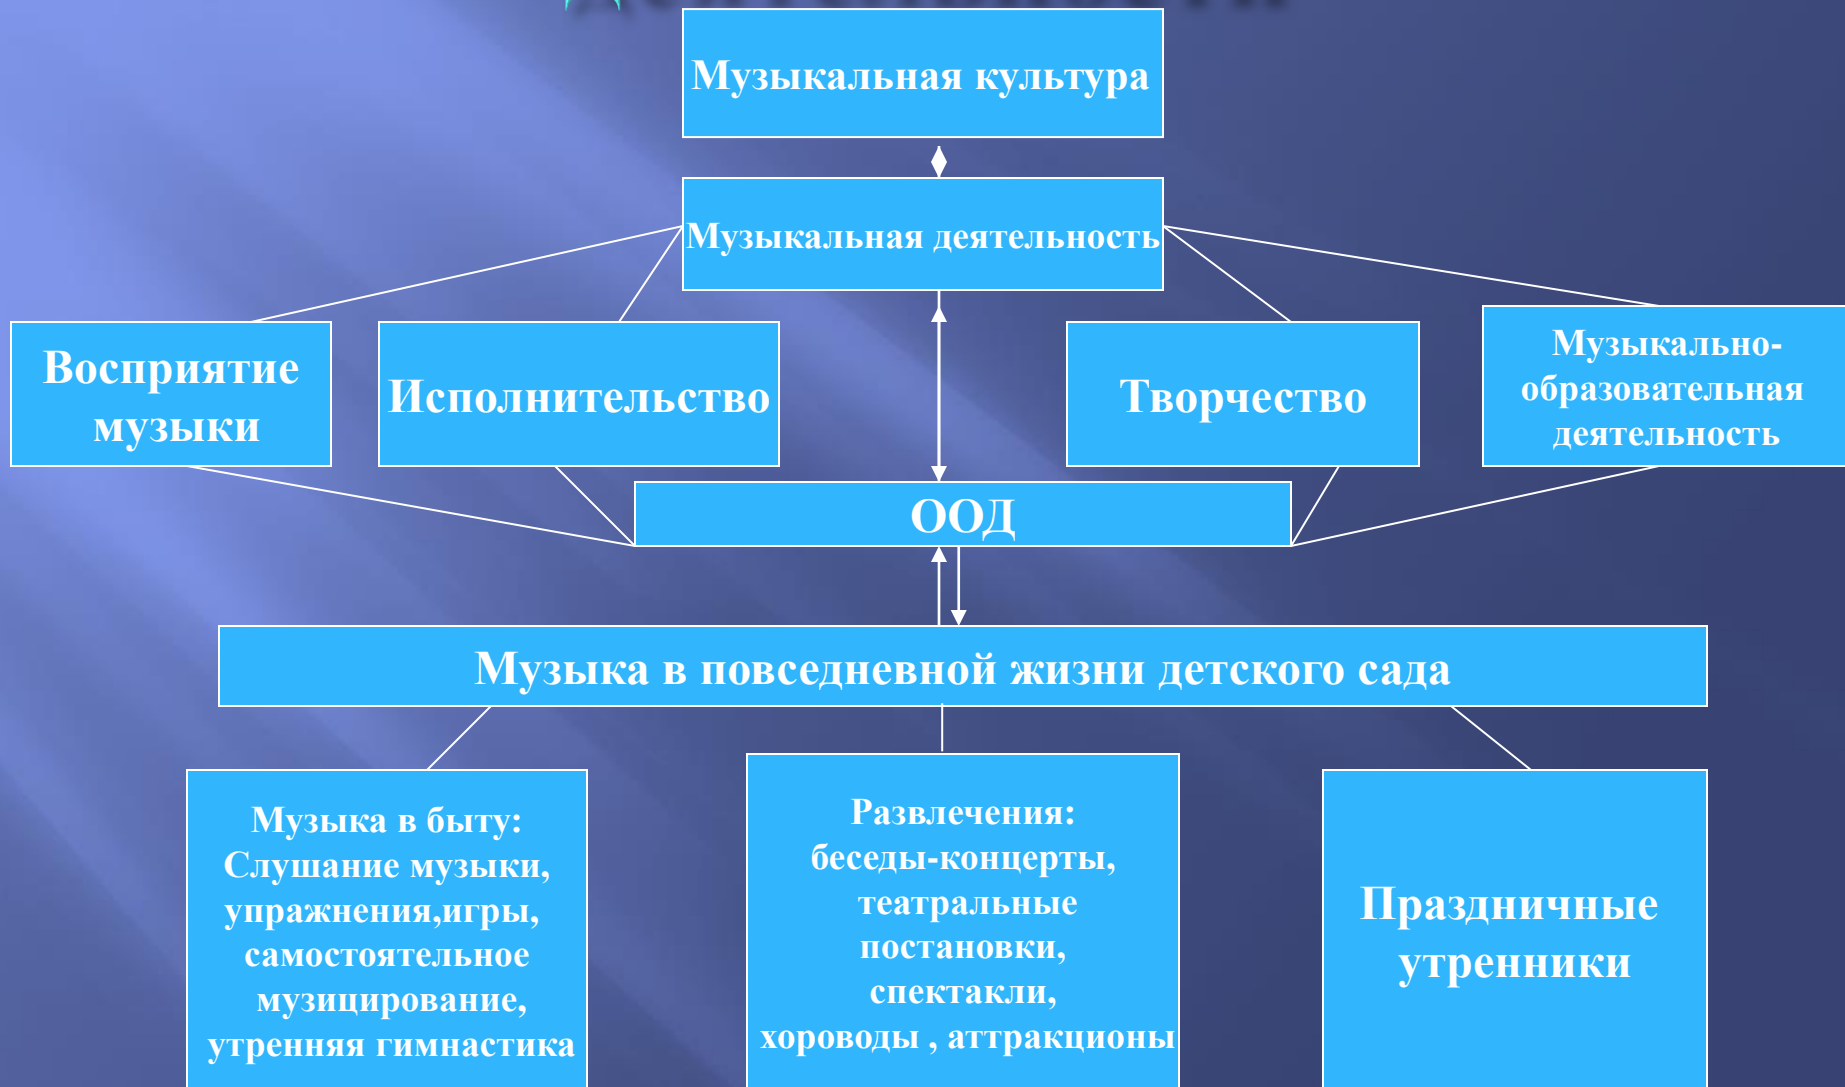 Музыкальная культура
Музыкальная деятельность
Восприятие
музыки
Исполнительство
Творчество
Музыкально-
образовательная
деятельность
ООД
Музыка в повседневной жизни детского сада
Музыка в быту:
Слушание музыки,
упражнения,игры,
самостоятельное
музицирование,
утренняя гимнастика
Развлечения:
беседы-концерты,
театральные
постановки,
спектакли,
хороводы , аттракционы
Праздничные
утренники